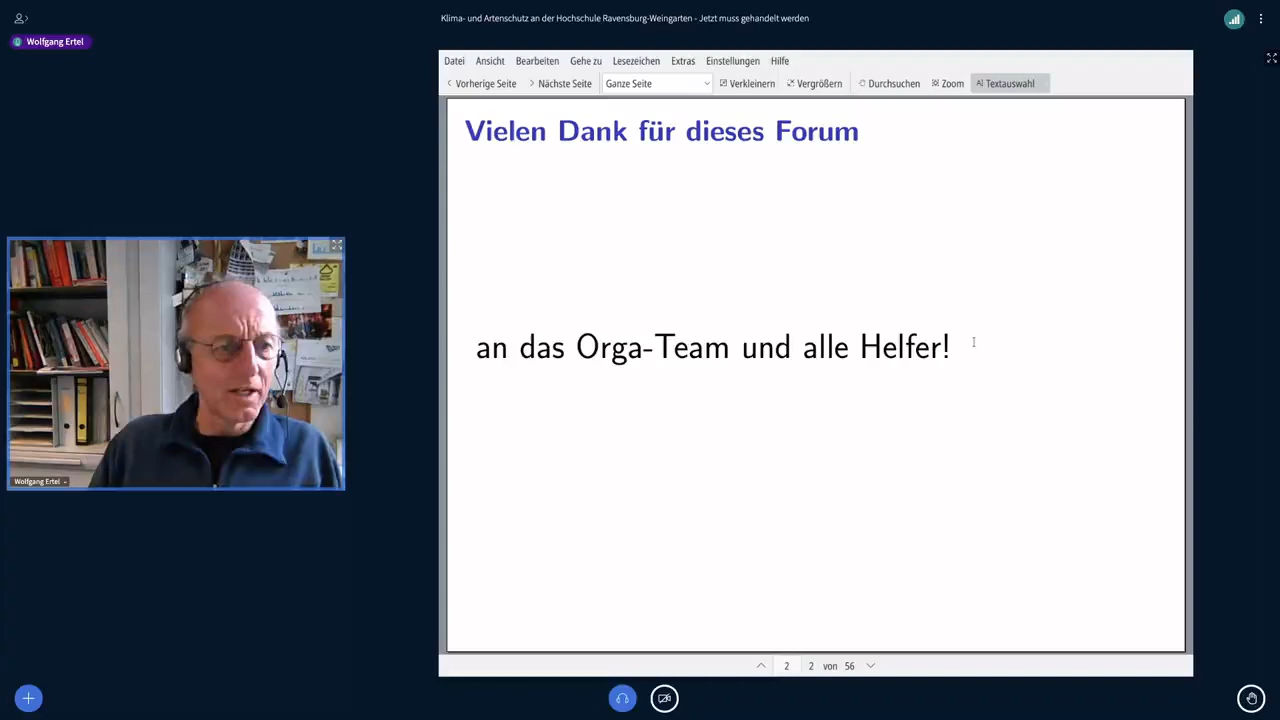 Klima- und Artenschutz an der Hochschule Ravensburg-Weingarten - Jetzt muss gehandelt werden
Wolfgang Ertel
Datei Ansicht Bearbeiten Gehe zu Lesezeichen Extras Einstellungen Hilfe
Vorherige Seite Nächste Seite Ganze Seite Verkleinern Vergrößern Durchsuchen Zoom Textauswahl
Vielen Dank für dieses Forum
an das Orga-Team und alle Helfer!
Wolfgang Ertel
2 2 von 56